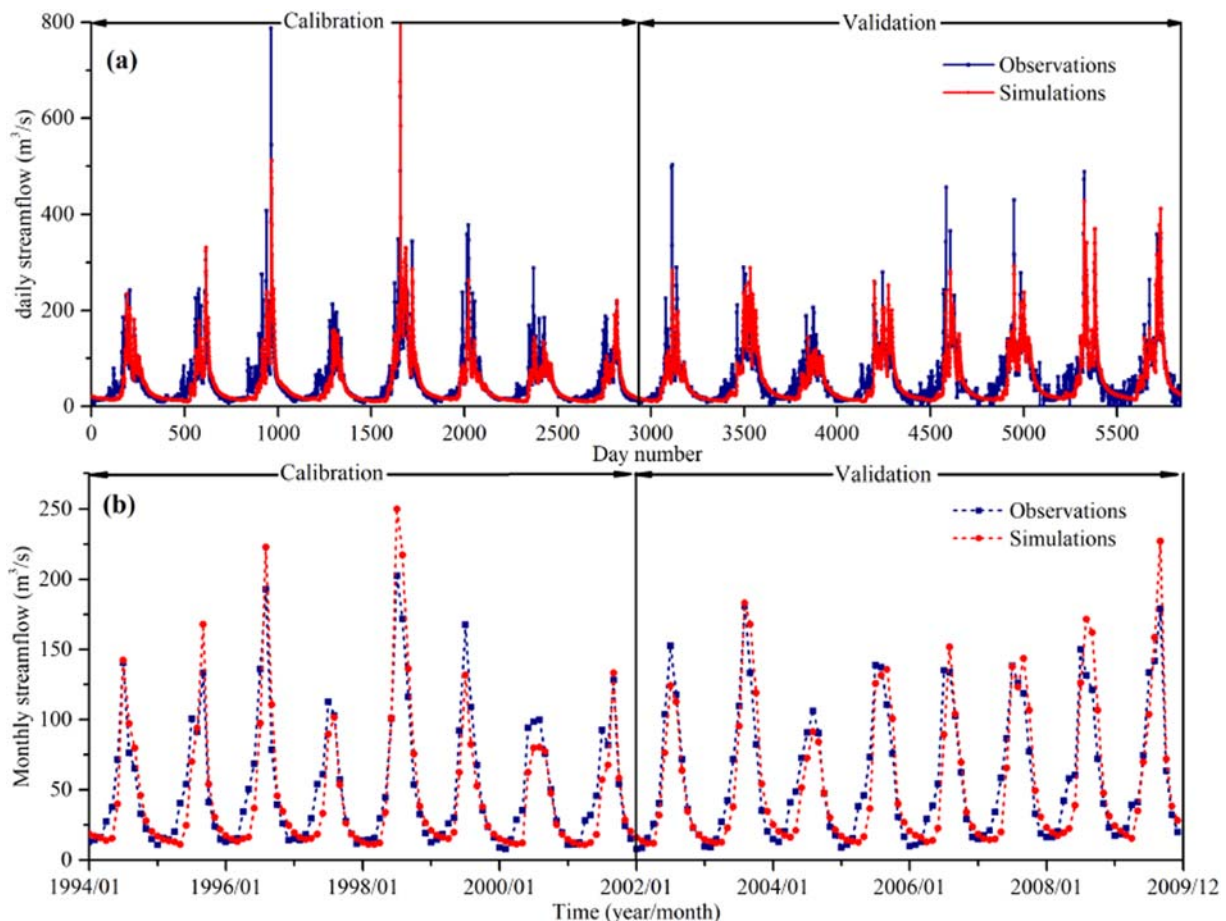 Calibration Validation
(a)
Observations
Simulations
daily streamflow (m³/s)
800
600
400
200
0
0 500 1000 1500 2000 2500 3000 3500 4000 4500 5000 5500
Day number
Calibration Validation
(b)
Observations
Simulations
Monthly streamflow (m³/s)
250
200
150
100
50
0
1994/01 1996/01 1998/01 2000/01 2002/01 2004/01 2006/01 2008/01 2009/12
Time (year/month)